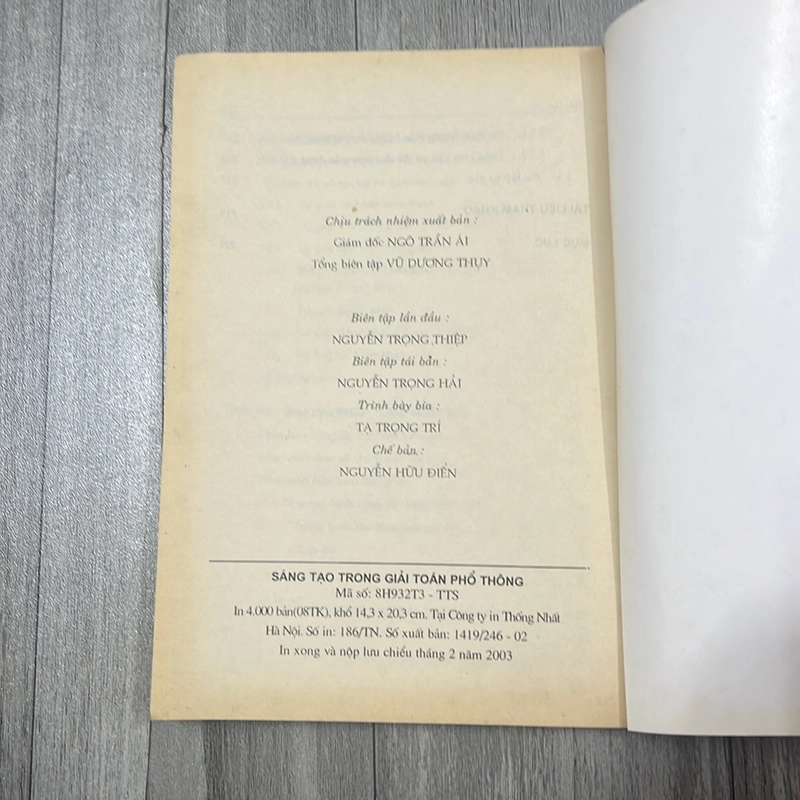 Chịu trách nhiệm xuất bản :
Giám đốc NGÔ TRẦN ÁI
Tổng biên tập VŨ DƯƠNG THỤY
Biên tập lần đầu :
NGUYỄN TRỌNG THIỆP
Biên tập tái bản :
NGUYỄN TRỌNG HẢI
Trình bày bìa :
TẠ TRỌNG TRÍ
Chế bản :
NGUYỄN HỮU ĐIỂN
SÁNG TẠO TRONG GIẢI TOÁN PHỔ THÔNG
Mã số: 8H932T3 - TTS
In 4.000 bản(08TK), khổ 14,3 x 20,3 cm. Tại Công ty in Thống Nhất
Hà Nội. Số in: 186/TN. Số xuất bản: 1419/246 - 02
In xong và nộp lưu chiểu tháng 2 năm 2003